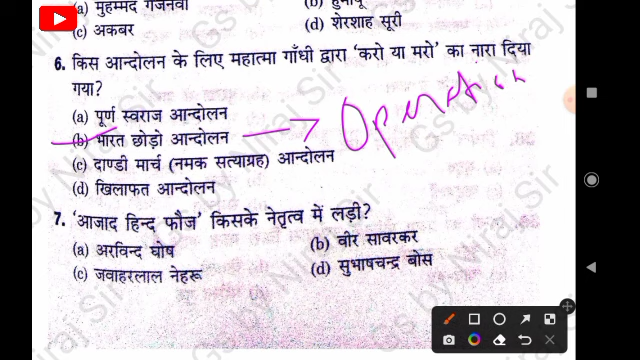 (a) मुहम्मद गजनवी (b) हुमायूँ
(c) अकबर (d) शेरशाह सूरी
6. किस आन्दोलन के लिए महात्मा गाँधी द्वारा 'करो या मरो' का नारा दिया
गया?
(a) पूर्ण स्वराज आन्दोलन
(b) भारत छोड़ो आन्दोलन Operation
(c) दाण्डी मार्च (नमक सत्याग्रह) आन्दोलन
(d) खिलाफत आन्दोलन
7. 'आजाद हिन्द फौज' किसके नेतृत्व में लड़ी?
(a) अरविन्द घोष (b) वीर सावरकर
(c) जवाहरलाल नेहरू (d) सुभाषचन्द्र बोस
Gs by Niraj Sir